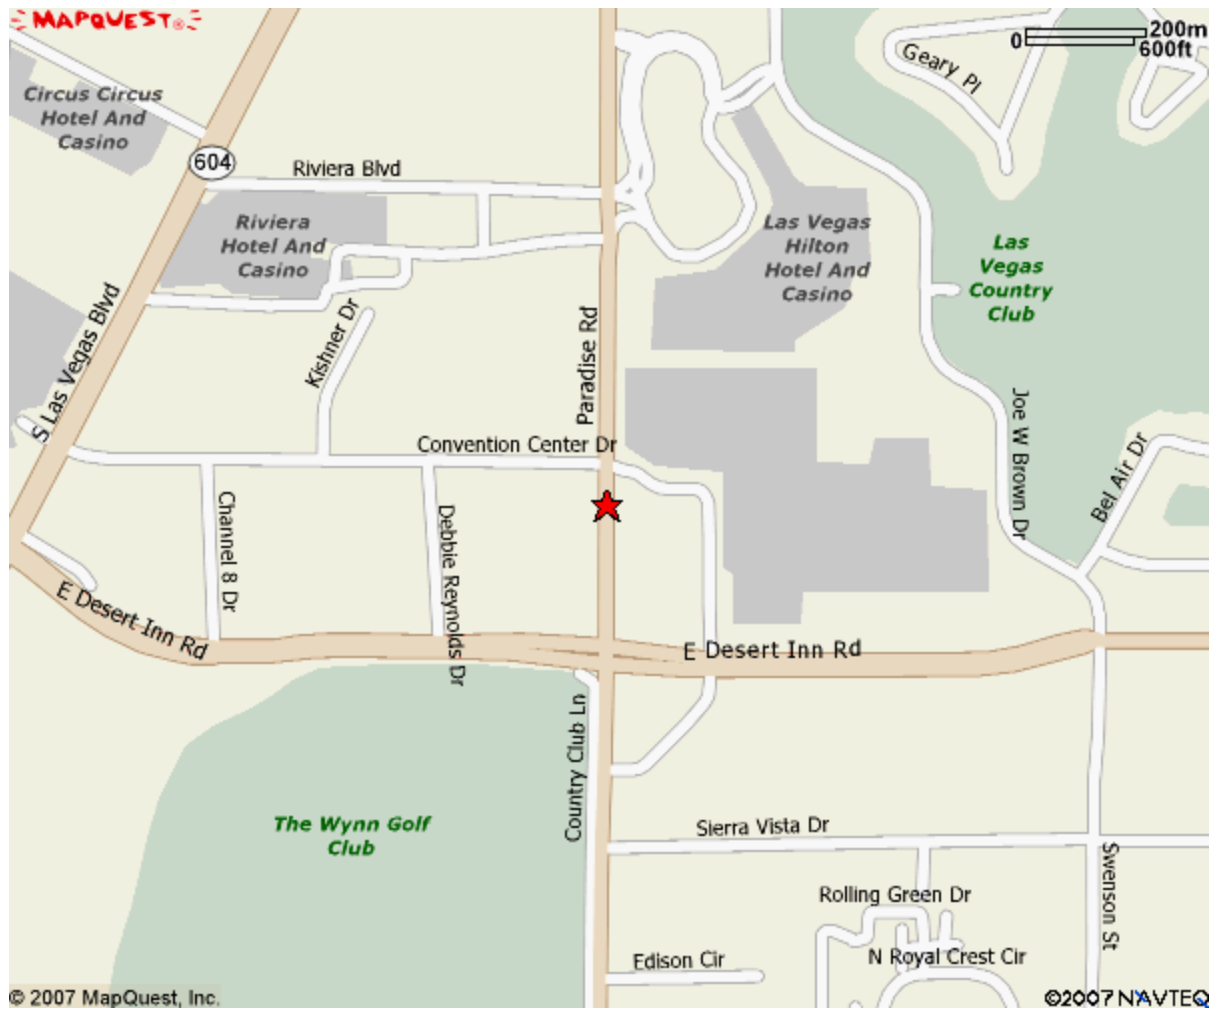 MAPQUEST®
0
200m
600ft
Geary Pl
Circus Circus
Hotel And
Casino
604
Riviera Blvd
Riviera
Hotel And
Casino
Las Vegas
Hilton
Hotel And
Casino
Las
Vegas
Country
Club
S Las Vegas Blvd
Kishner Dr
Paradise Rd
Joe W Brown Dr
Bel Air Dr
Convention Center Dr
Channel 8 Dr
Debbie Reynolds Dr
E Desert Inn Rd
E Desert Inn Rd
Country Club Ln
The Wynn Golf
Club
Sierra Vista Dr
Swenson St
Rolling Green Dr
N Royal Crest Cir
Edison Cir
© 2007 MapQuest, Inc.
©2007 NAVTEQ